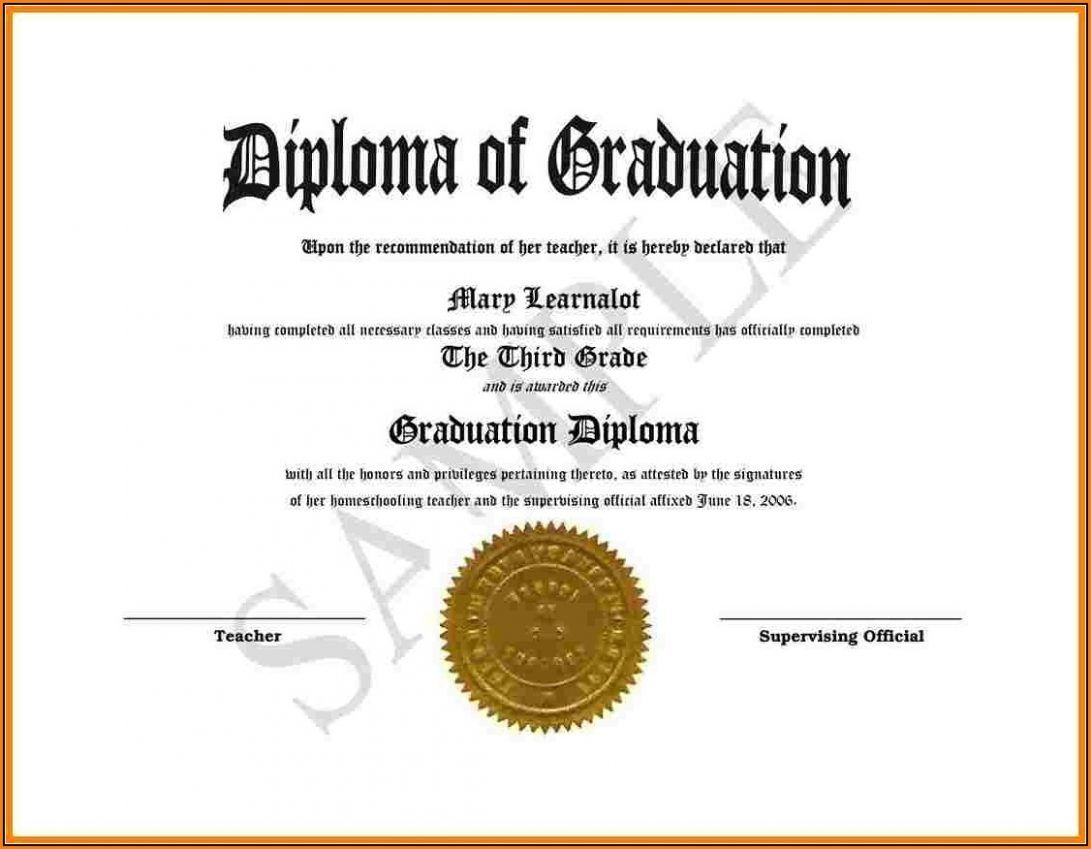 Diploma of Graduation
Upon the recommendation of her teacher, it is hereby declared that
Mary Learnalot
having completed all necessary classes and having satisfied all requirements has officially completed
The Third Grade
and is awarded this
Graduation Diploma
with all the honors and privileges pertaining thereto, as attested by the signatures
of her homeschooling teacher and the supervising official affixed June 18, 2006.
SAMPLE
Teacher
Supervising Official